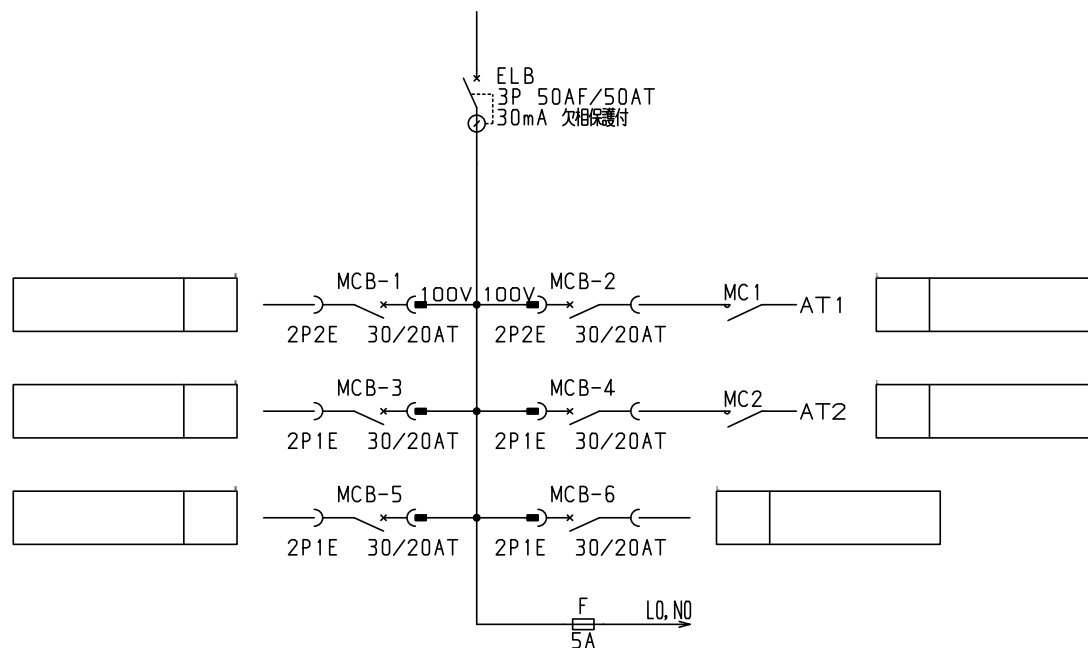 ELB
3P 50AF/50AT
30mA 欠相保護付
MCB-1
100V
100V
MCB-2
MC1
AT1
2P2E 30/20AT
2P2E 30/20AT
MCB-3
MCB-4
MC2
AT2
2P1E 30/20AT
2P1E 30/20AT
MCB-5
MCB-6
2P1E 30/20AT
2P1E 30/20AT
F
L0,N0
5A